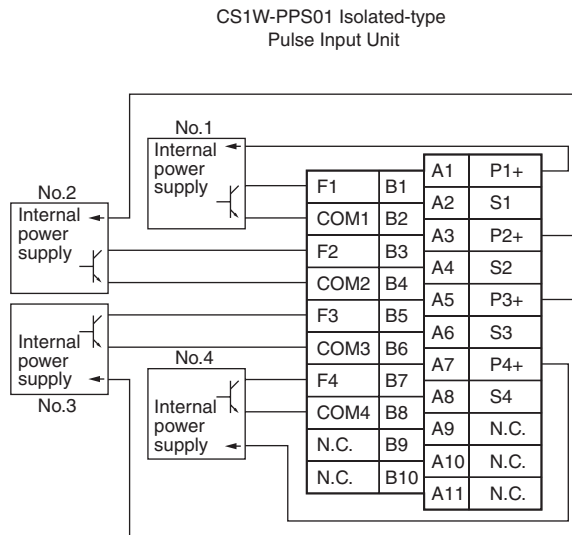 CS1W-PPS01 Isolated-type
Pulse Input Unit
No.1
Internal
power
supply
No.2
Internal
power
supply
Internal
power
supply
No.3
No.4
Internal
power
supply
F1 B1
COM1 B2
F2 B3
COM2 B4
F3 B5
COM3 B6
F4 B7
COM4 B8
N.C. B9
N.C. B10
A1 P1+
A2 S1
A3 P2+
A4 S2
A5 P3+
A6 S3
A7 P4+
A8 S4
A9 N.C.
A10 N.C.
A11 N.C.